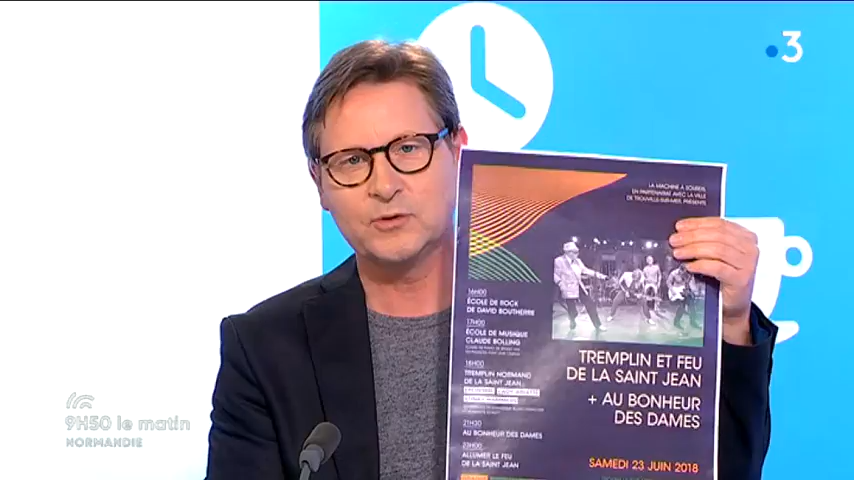 3
LA MACHINE À SOLEIL
EN PARTENARIAT AVEC LA VILLE
DE TROUVILLE-SUR-MER, PRÉSENTE
16H00
ÉCOLE DE ROCK
DE DAVID BOUTHERRE
17H00
ÉCOLE DE MUSIQUE
CLAUDE BOLLING
18H00
TREMPLIN NORMAND
DE LA SAINT JEAN
21H30
AU BONHEUR DES DAMES
23H00
ALLUMER LE FEU
DE LA SAINT JEAN
TREMPLIN ET FEU
DE LA SAINT JEAN
+ AU BONHEUR
DES DAMES
SAMEDI 23 JUIN 2018
9H50 le matin
NORMANDIE